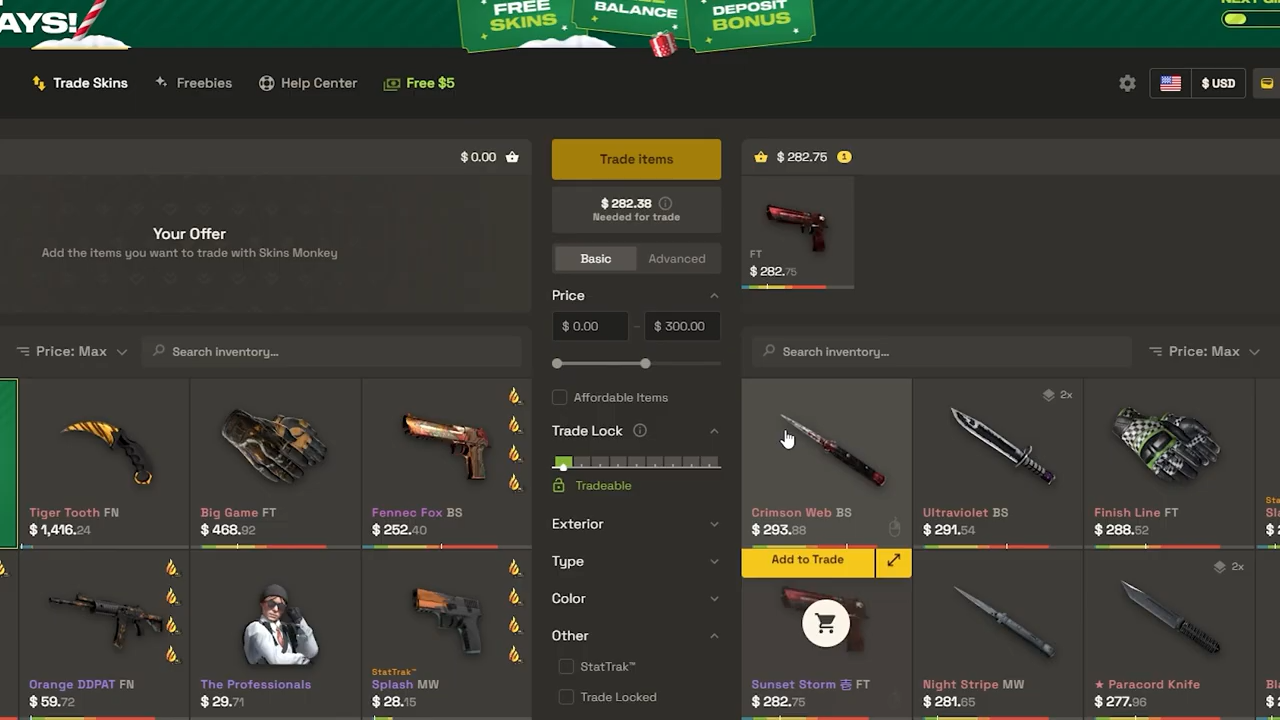 AYS!
FREE
SKINS
BALANCE
DEPOSIT
BONUS
Trade Skins
Freebies
Help Center
Free $5
$ USD
$ 0.00
Trade items
$ 282.75
1
$ 282.38
Needed for trade
Your Offer
Add the items you want to trade with Skins Monkey
FT
$ 282.75
Basic
Advanced
Price
$ 0.00
-
$ 300.00
Price: Max
Search inventory...
Search inventory...
Price: Max
Affordable Items
Trade Lock
Tradeable
Exterior
Type
Color
Other
StatTrak™
Trade Locked
Tiger Tooth FN
$ 1,416.24
Big Game FT
$ 468.92
Fennec Fox BS
$ 252.40
Crimson Web BS
$ 293.88
Add to Trade
2x
Ultraviolet BS
$ 291.54
Finish Line FT
$ 288.52
Orange DDPAT FN
$ 59.72
The Professionals
$ 29.71
StatTrak™
Splash MW
$ 28.15
Sunset Storm 壱 FT
$ 282.75
Night Stripe MW
$ 281.65
2x
★ Paracord Knife
$ 277.96